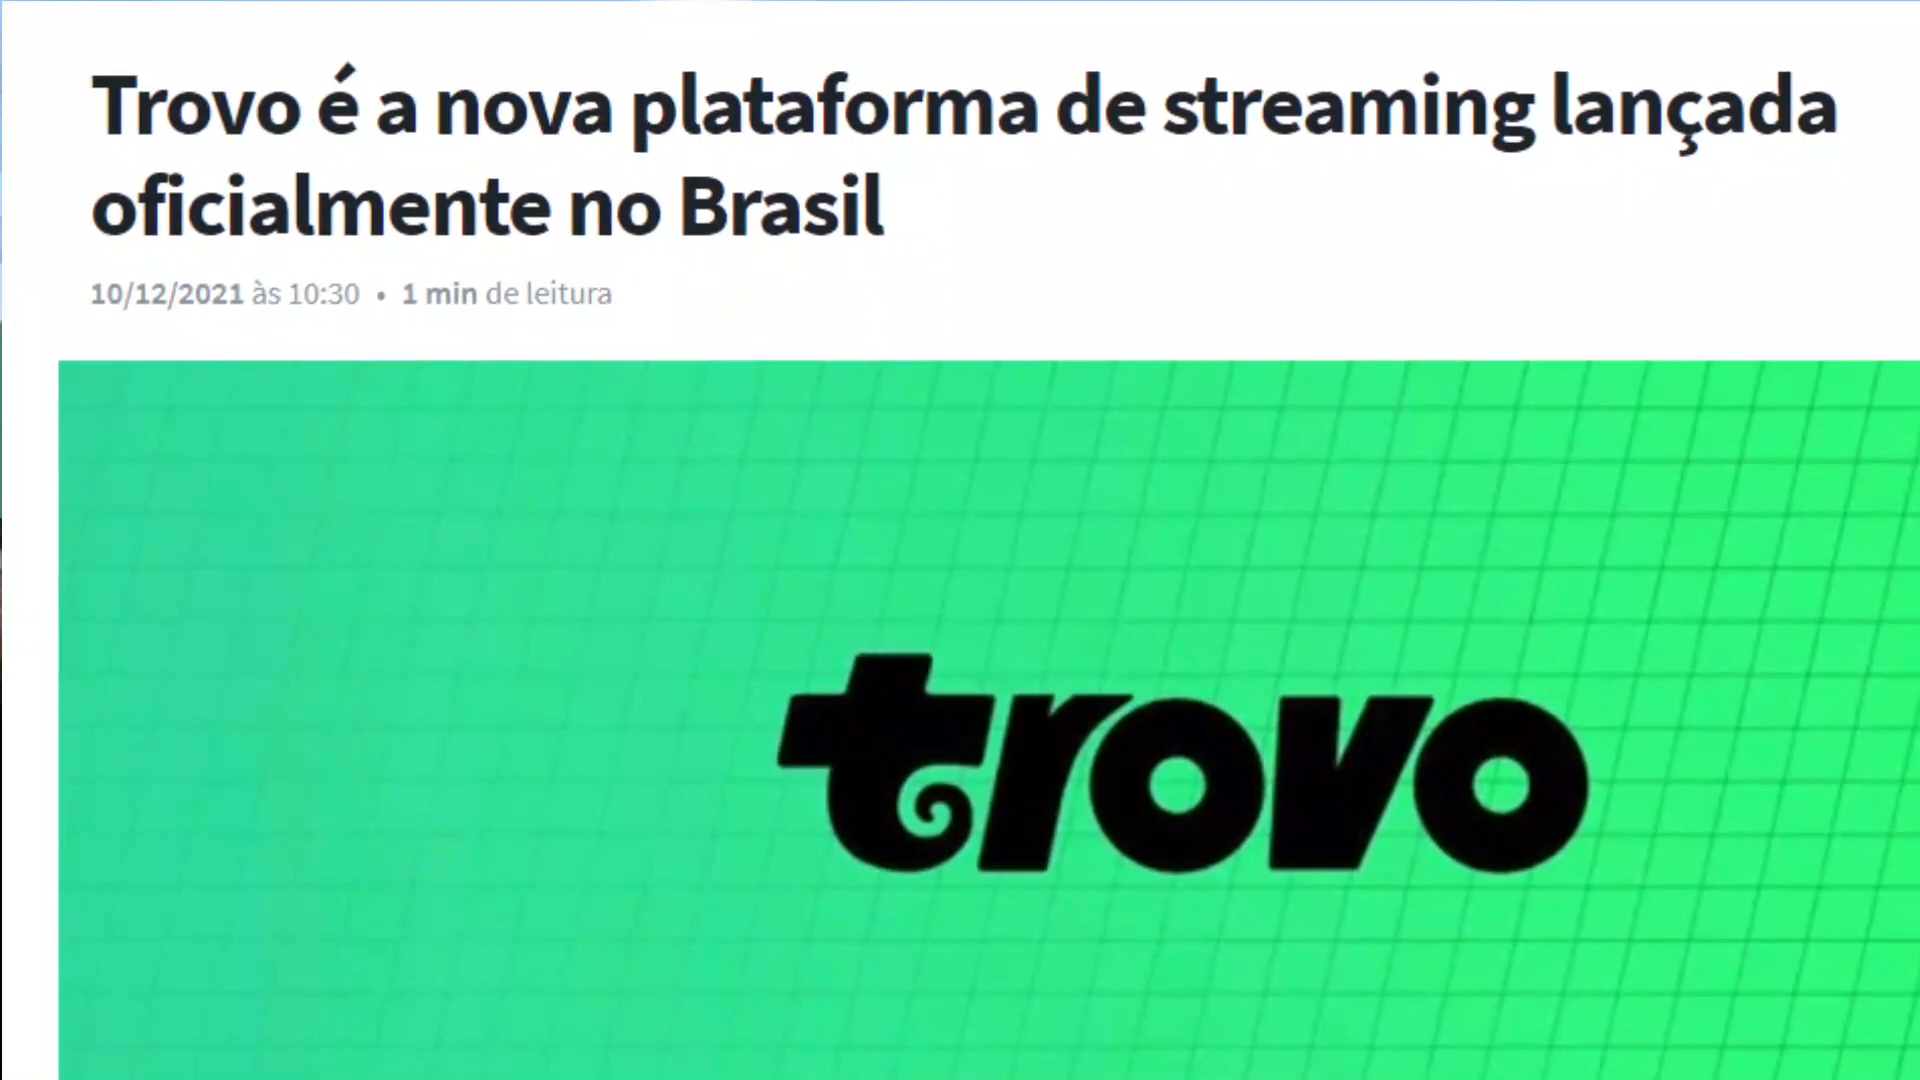 Trovo é a nova plataforma de streaming lançada
oficialmente no Brasil
10/12/2021 às 10:30 • 1 min de leitura
trovo